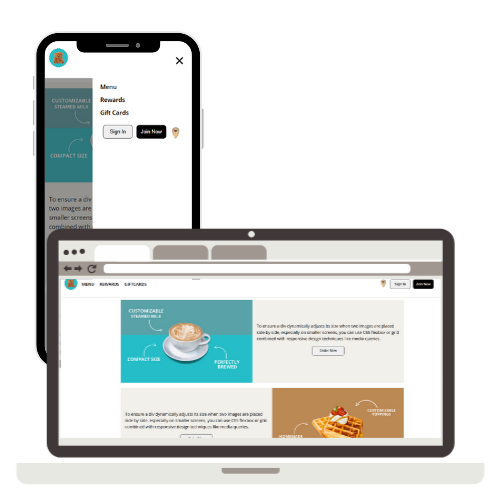 Menu
Rewards
Gift Cards
Sign In
Join Now
CUSTOMIZABLE
STEAMED MILK
COMPACT SIZE
To ensure a div
two images are
smaller screens
combined with
MENU REWARDS GIFTCARDS
Sign In
Join Now
CUSTOMIZABLE
STEAMED MILK
COMPACT SIZE
PERFECTLY
BREWED
To ensure a div dynamically adjusts its size when two images are placed
side by side, especially on smaller screens, you can use CSS flexbox or grid
combined with responsive design techniques like media queries.
Order Now
To ensure a div dynamically adjusts its size when two images are placed
side by side, especially on smaller screens, you can use CSS flexbox or grid
combined with responsive design techniques like media queries.
CUSTOMIZABLE
TOPPINGS
HOMEMADE